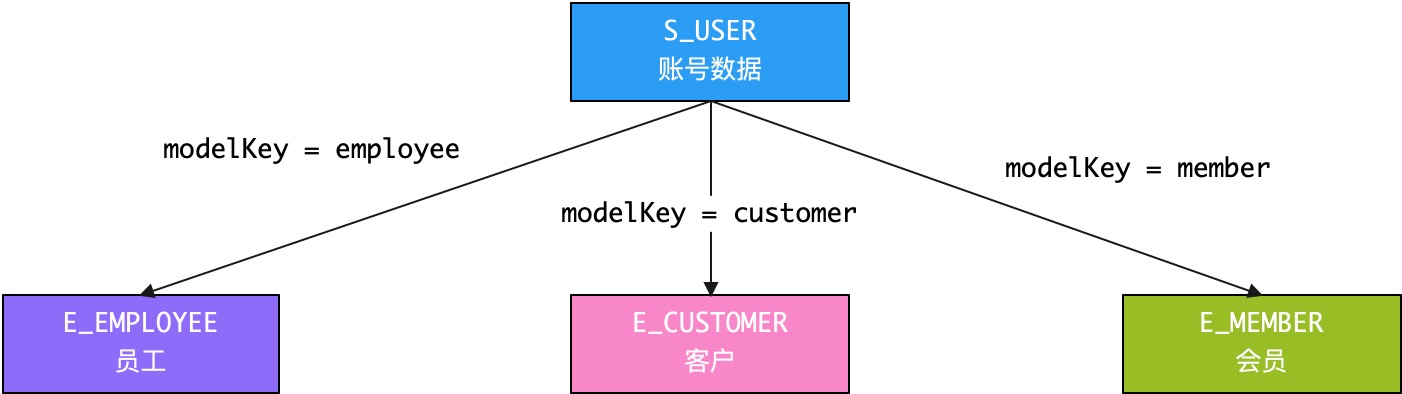 S_USER
账号数据
modelKey = employee
modelKey = member
modelKey = customer
E_EMPLOYEE
员工
E_CUSTOMER
客户
E_MEMBER
会员